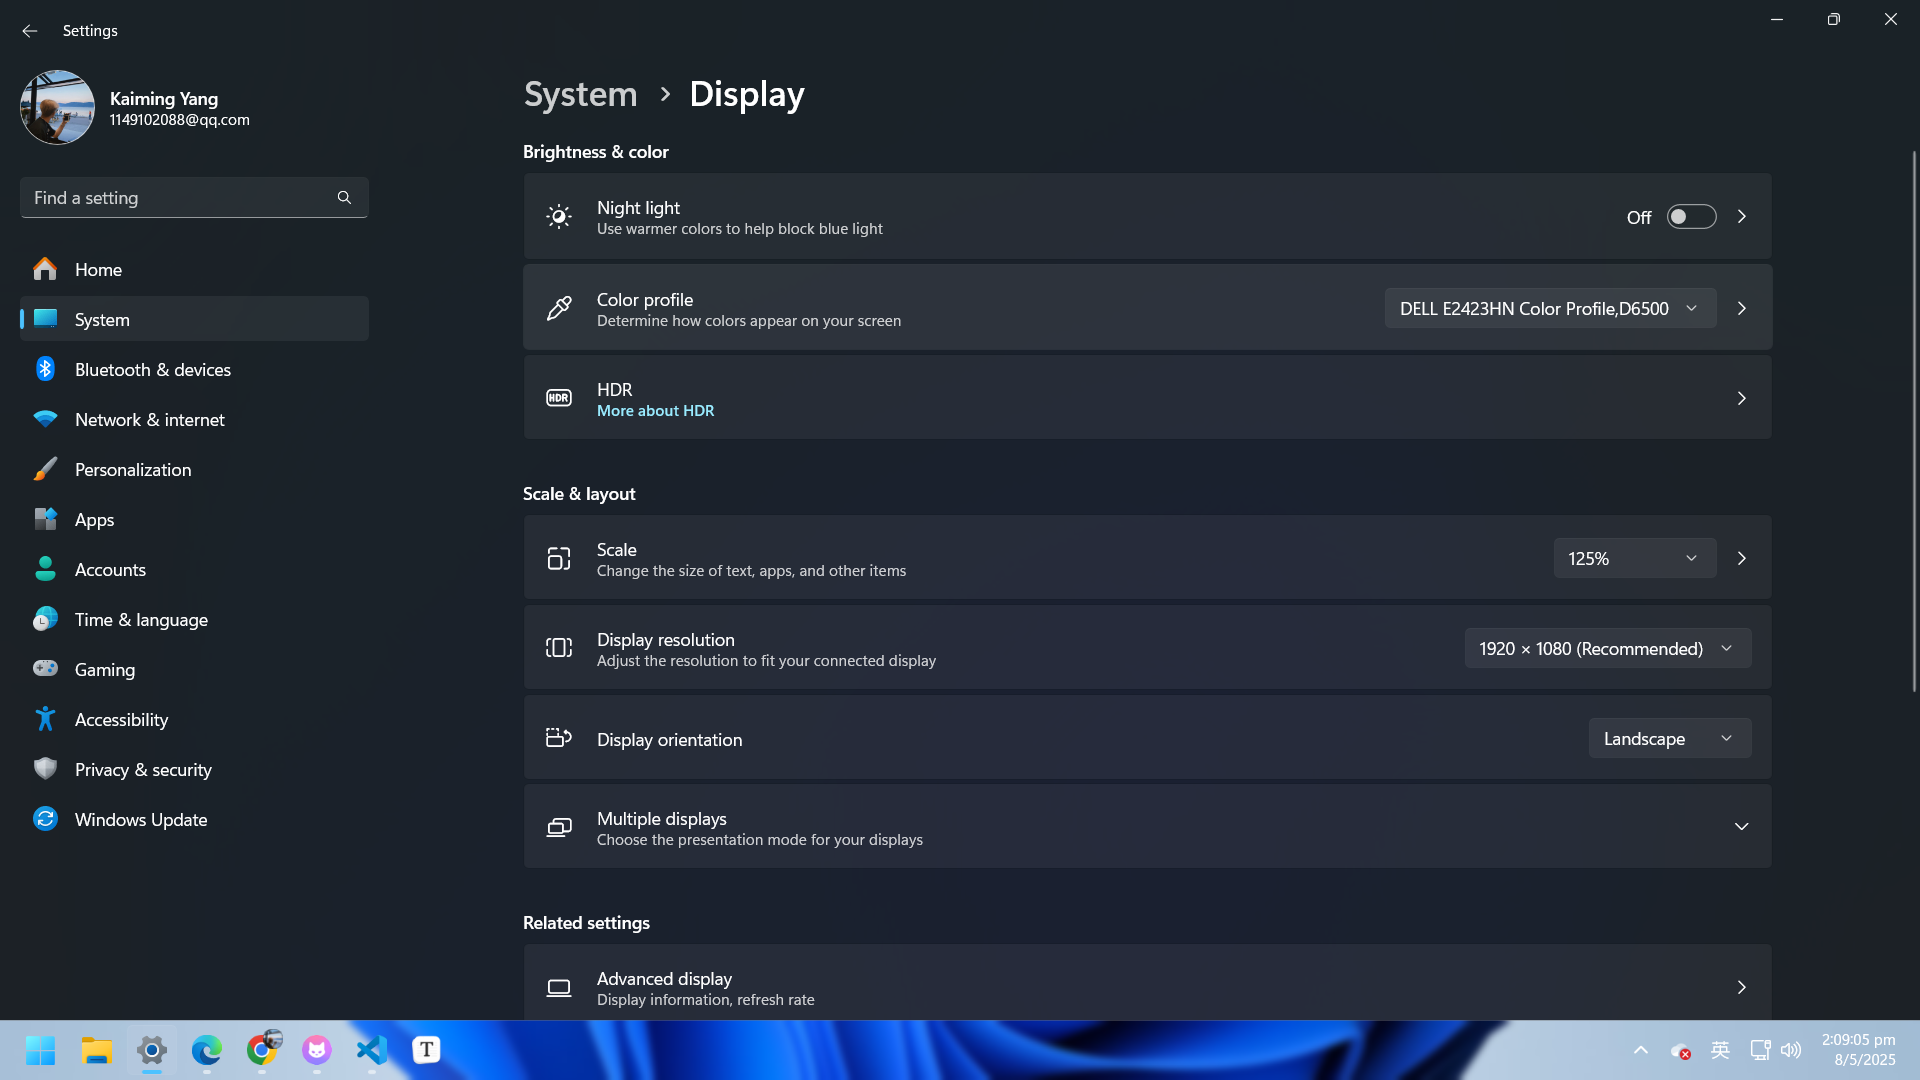 Settings
Kaiming Yang
1149102088@qq.com
Find a setting
Home
System
Bluetooth & devices
Network & internet
Personalization
Apps
Accounts
Time & language
Gaming
Accessibility
Privacy & security
Windows Update
System > Display
Brightness & color
Night light
Use warmer colors to help block blue light
Off
Color profile
Determine how colors appear on your screen
DELL E2423HN Color Profile,D6500
HDR
HDR
More about HDR
Scale & layout
Scale
Change the size of text, apps, and other items
125%
Display resolution
Adjust the resolution to fit your connected display
1920 × 1080 (Recommended)
Display orientation
Landscape
Multiple displays
Choose the presentation mode for your displays
Related settings
Advanced display
Display information, refresh rate
T
英
2:09:05 pm
8/5/2025